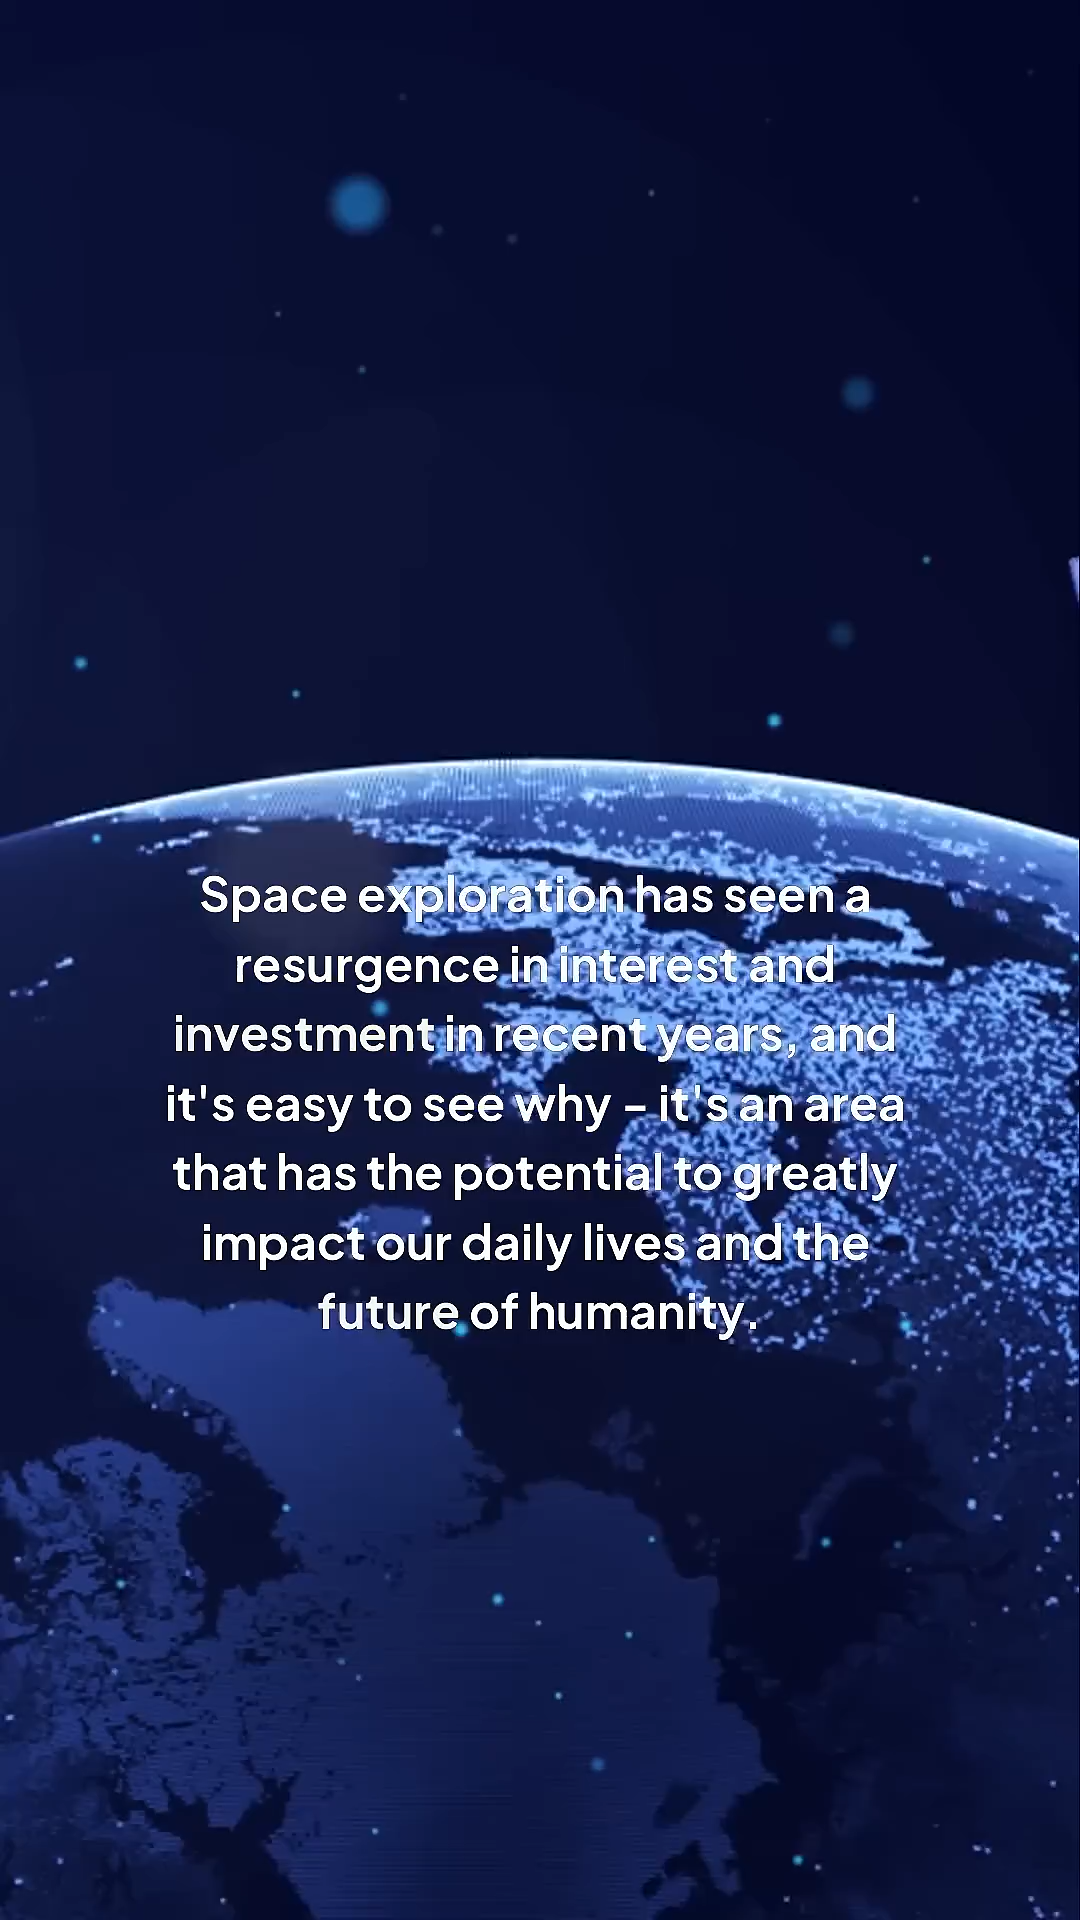 Space exploration has seen a
resurgence in interest and
investment in recent years, and
it's easy to see why – it's an area
that has the potential to greatly
impact our daily lives and the
future of humanity.